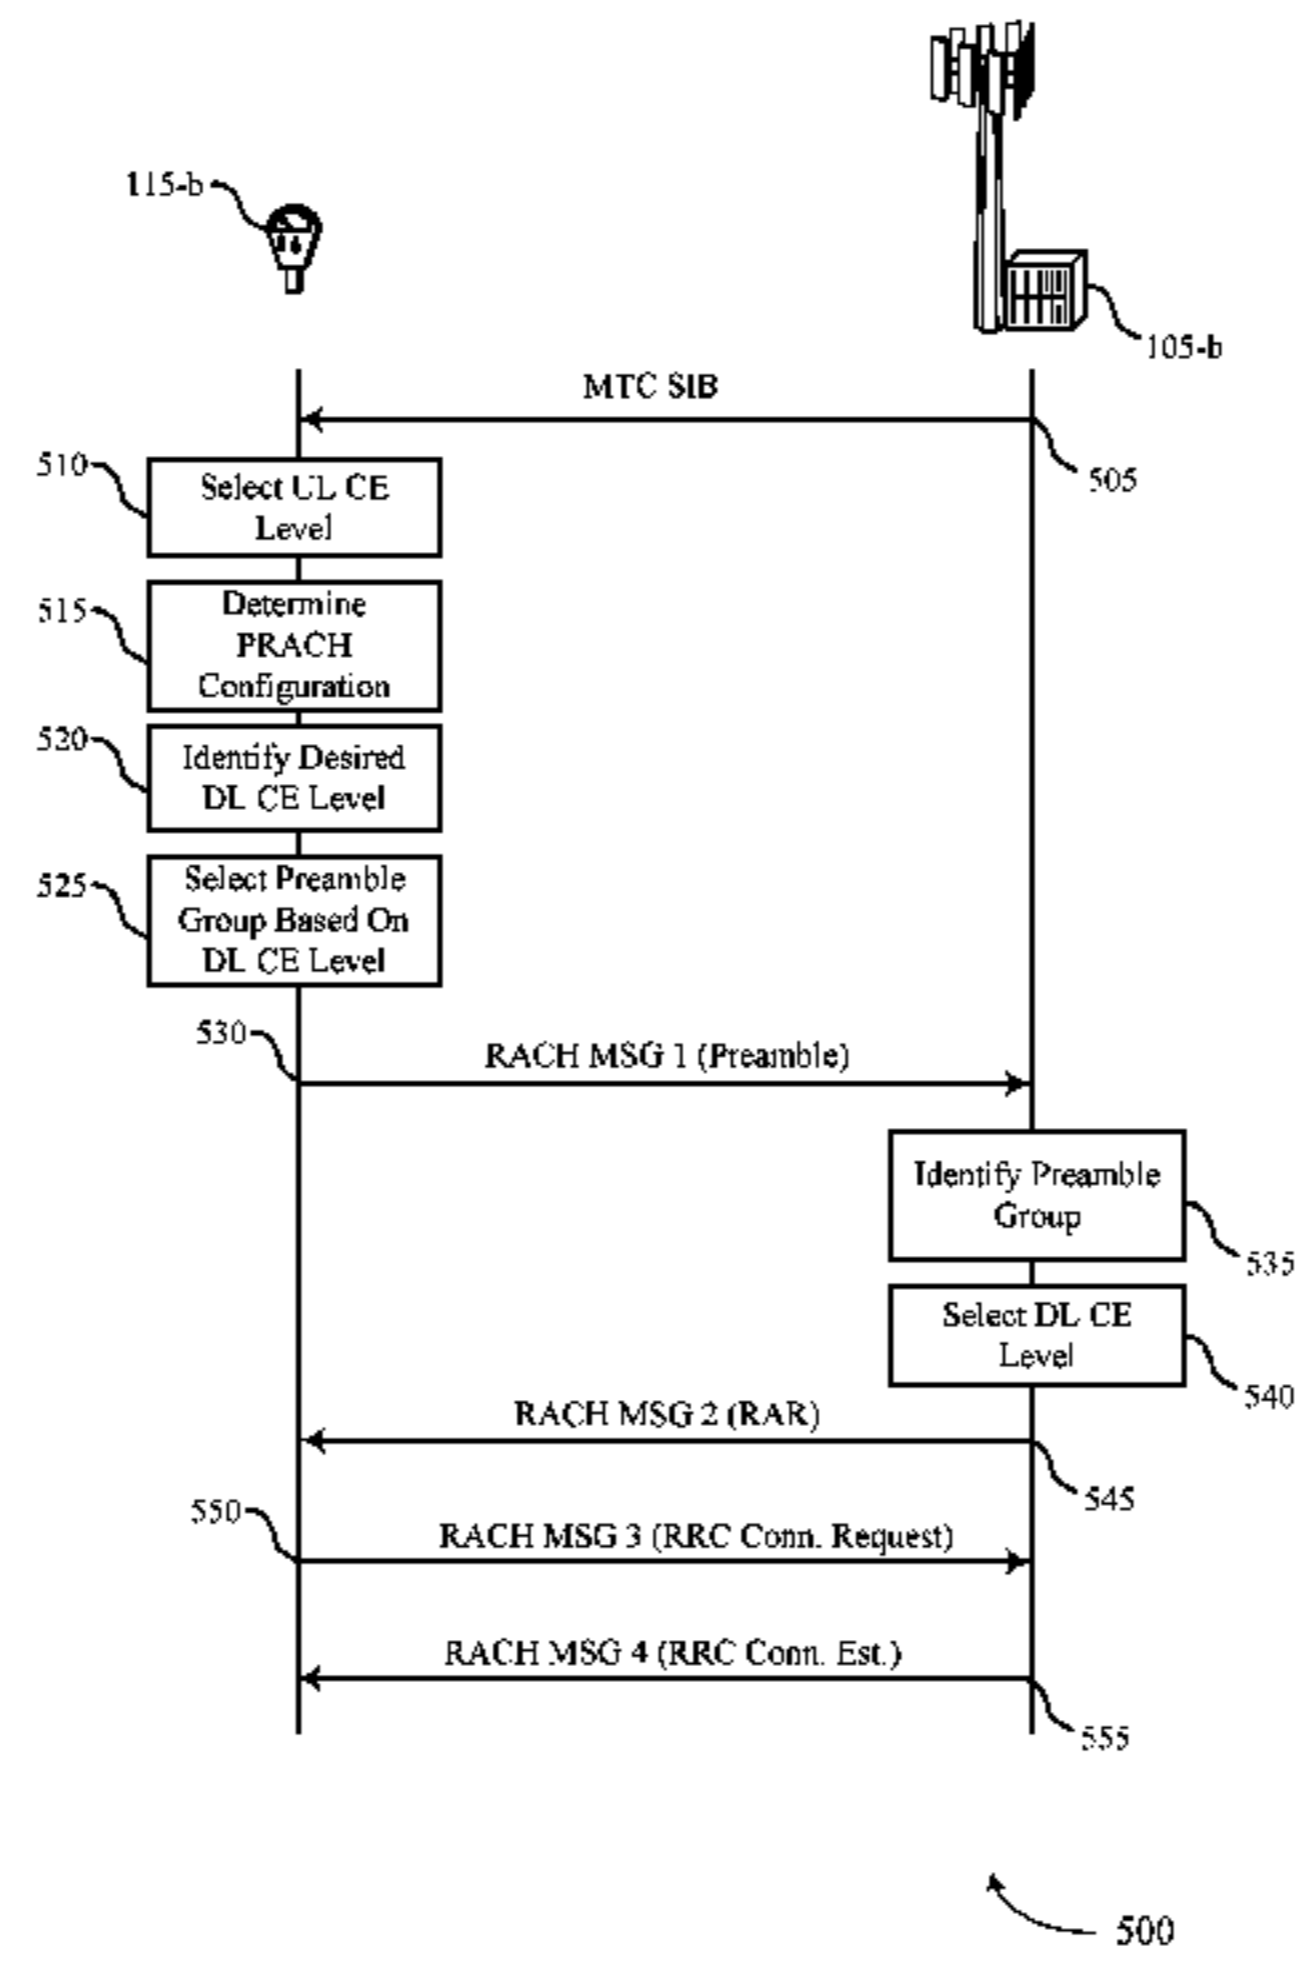 115-b
105-b
MTC SIB
505
510
Select UL CE
Level
515
Determine
PRACH
Configuration
520
Identify Desired
DL CE Level
525
Select Preamble
Group Based On
DL CE Level
530
RACH MSG 1 (Preamble)
Identify Preamble
Group
535
Select DL CE
Level
540
RACH MSG 2 (RAR)
545
550
RACH MSG 3 (RRC Conn. Request)
RACH MSG 4 (RRC Conn. Est.)
555
500